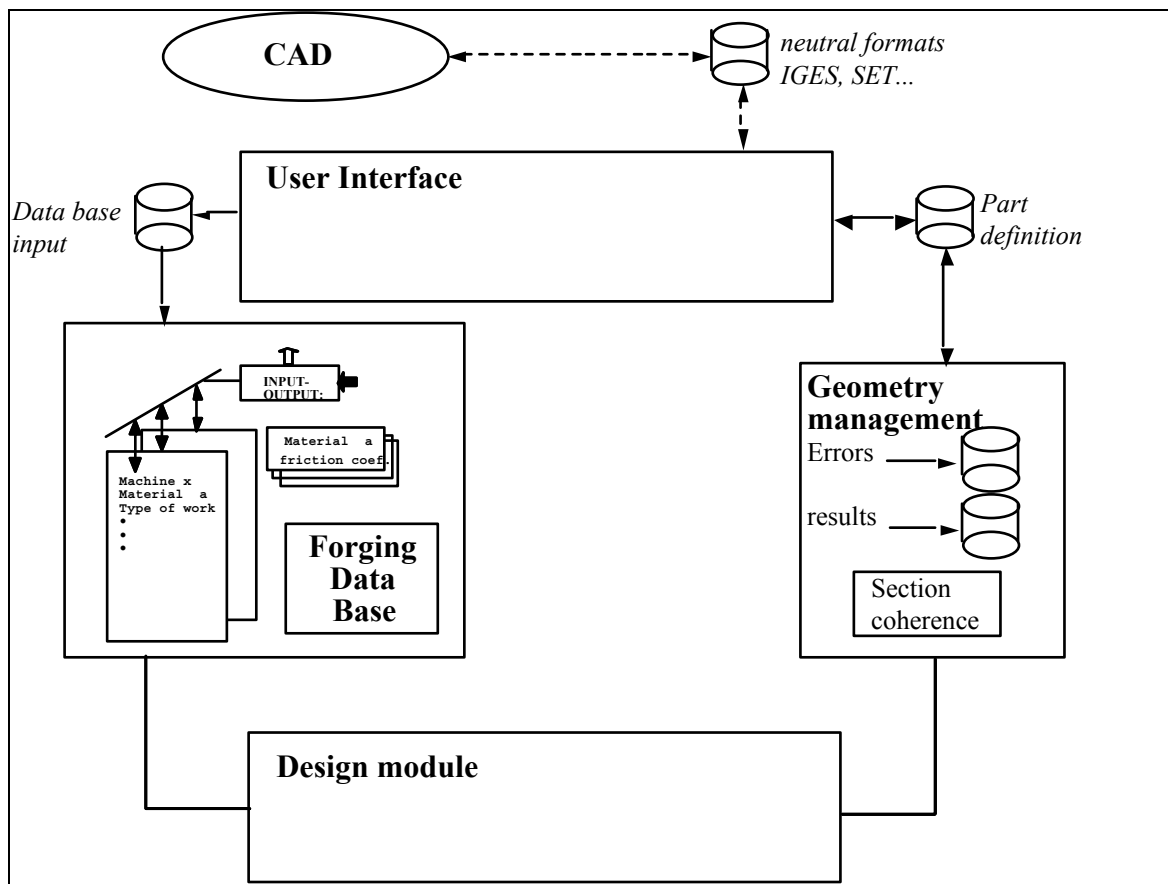 CAD
neutral formats
IGES, SET...
User Interface
Data base
input
Part
definition
INPUT-
OUTPUT:
Material a
friction coef.
Machine x
Material a
Type of work
•
•
•
Forging
Data
Base
Geometry
management
Errors
results
Section
coherence
Design module